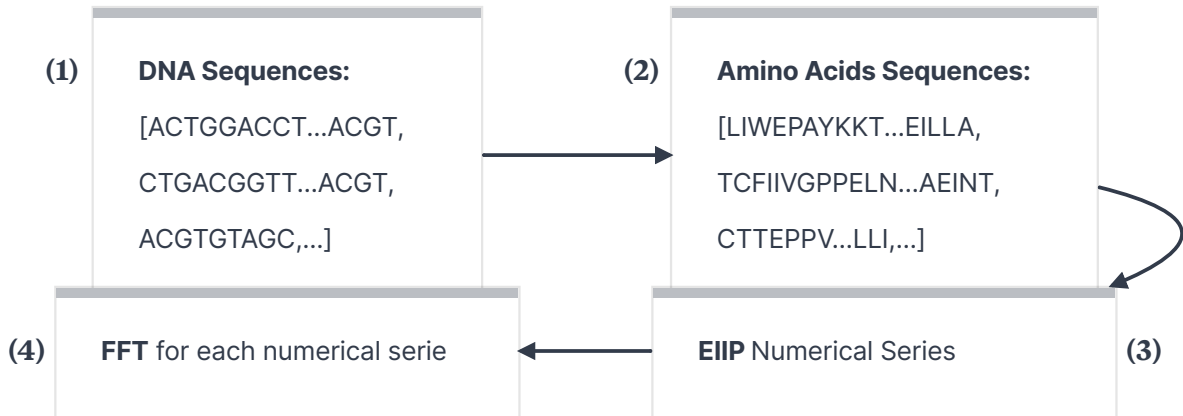 (1)
DNA Sequences:
[ACTGGACCT...ACGT,
CTGACGGTT...ACGT,
ACGTGTAGC,...]
(2)
Amino Acids Sequences:
[LIWEPAYKKT...EILLA,
TCFIIVGPPELN...AEINT,
CTTEPPV...LLI,...]
(4)
FFT for each numerical serie
EIIP Numerical Series
(3)